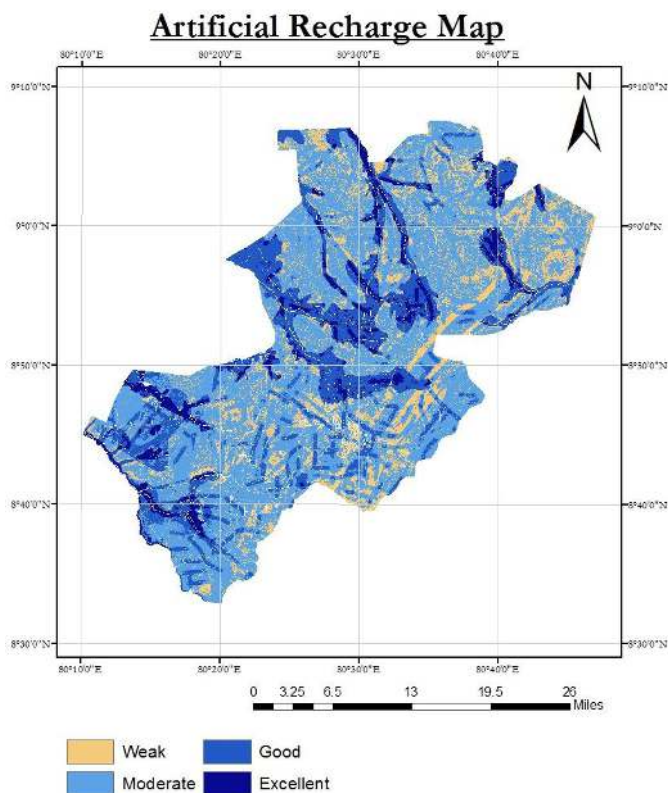 Artificial Recharge Map
80°10'0"E 80°20'0"E 80°30'0"E 80°40'0"E
N
9°10'0"N 9°10'0"N
9°0'0"N 9°0'0"N
8°50'0"N 8°50'0"N
8°40'0"N 8°40'0"N
8°30'0"N 8°30'0"N
80°10'0"E 80°20'0"E 80°30'0"E 80°40'0"E
0 3.25 6.5 13 19.5 26
Miles
Weak Good
Moderate Excellent